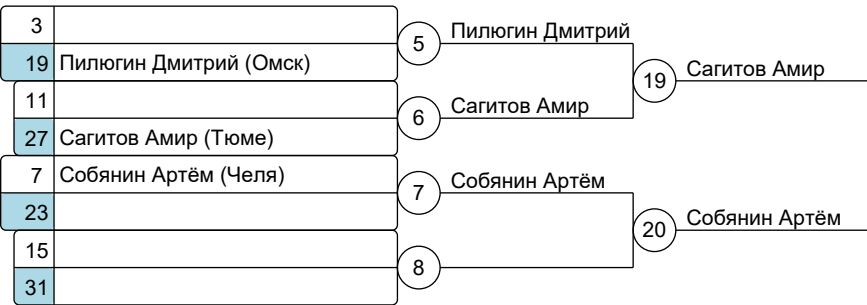 3
5
Пилюгин Дмитрий
19 Пилюгин Дмитрий (Омск)
19
Сагитов Амир
11
6
Сагитов Амир
27 Сагитов Амир (Тюме)
7 Собянин Артём (Челя)
7
Собянин Артём
23
20
Собянин Артём
15
8
31